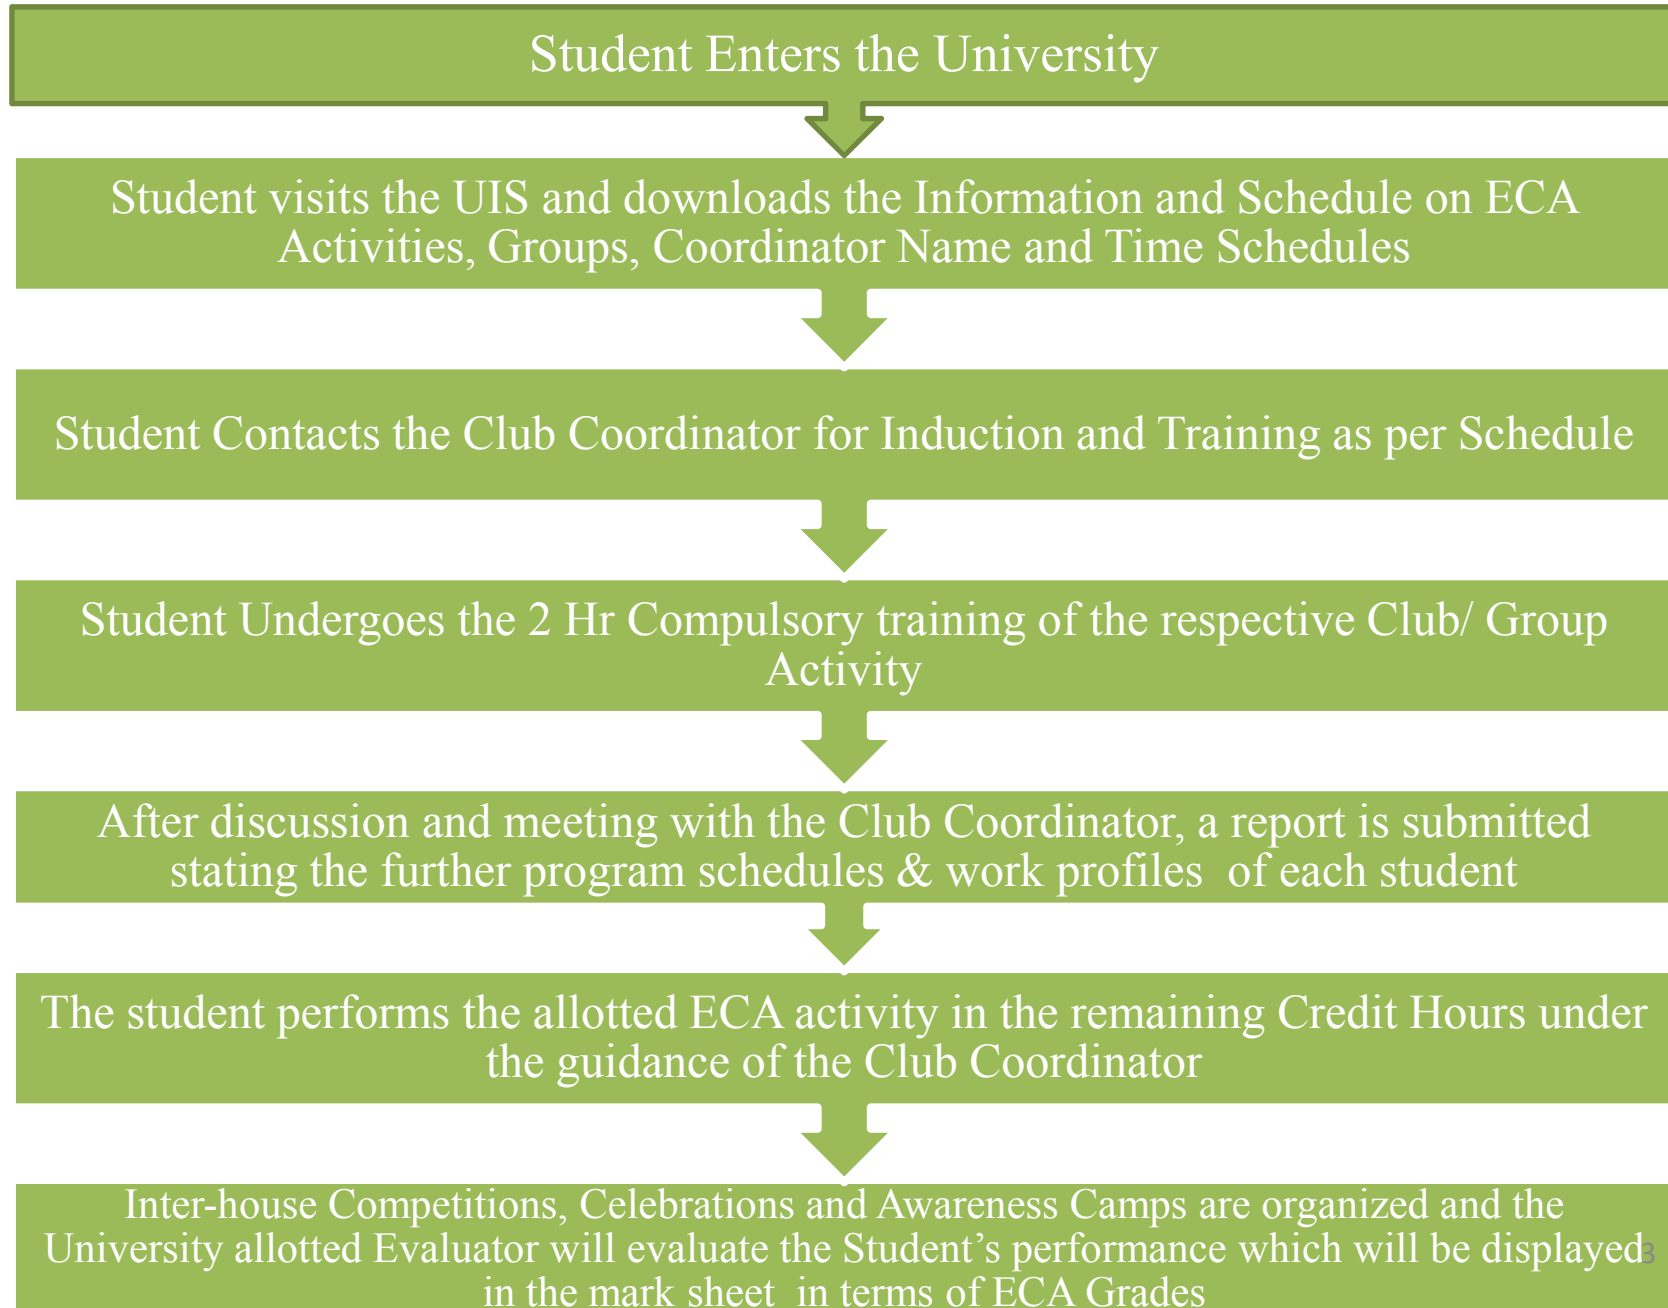 Student Enters the University
Student visits the UIS and downloads the Information and Schedule on ECA
Activities, Groups, Coordinator Name and Time Schedules
Student Contacts the Club Coordinator for Induction and Training as per Schedule
Student Undergoes the 2 Hr Compulsory training of the respective Club/ Group
Activity
After discussion and meeting with the Club Coordinator, a report is submitted
stating the further program schedules & work profiles  of each student
The student performs the allotted ECA activity in the remaining Credit Hours under
the guidance of the Club Coordinator
Inter-house Competitions, Celebrations and Awareness Camps are organized and the
University allotted Evaluator will evaluate the Student’s performance which will be displayed
in the mark sheet  in terms of ECA Grades
3